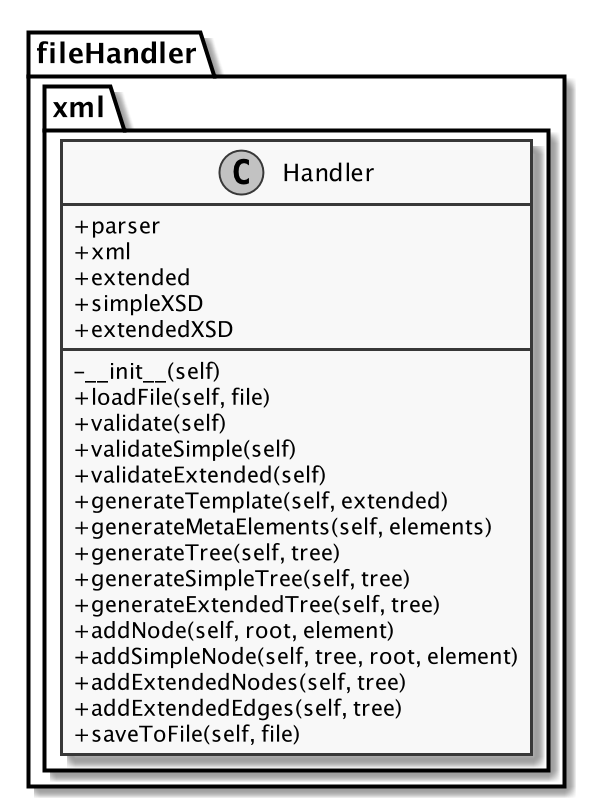 fileHandler
xml
C Handler
+parser
+xml
+extended
+simpleXSD
+extendedXSD
-__init__(self)
+loadFile(self, file)
+validate(self)
+validateSimple(self)
+validateExtended(self)
+generateTemplate(self, extended)
+generateMetaElements(self, elements)
+generateTree(self, tree)
+generateSimpleTree(self, tree)
+generateExtendedTree(self, tree)
+addNode(self, root, element)
+addSimpleNode(self, tree, root, element)
+addExtendedNodes(self, tree)
+addExtendedEdges(self, tree)
+saveToFile(self, file)